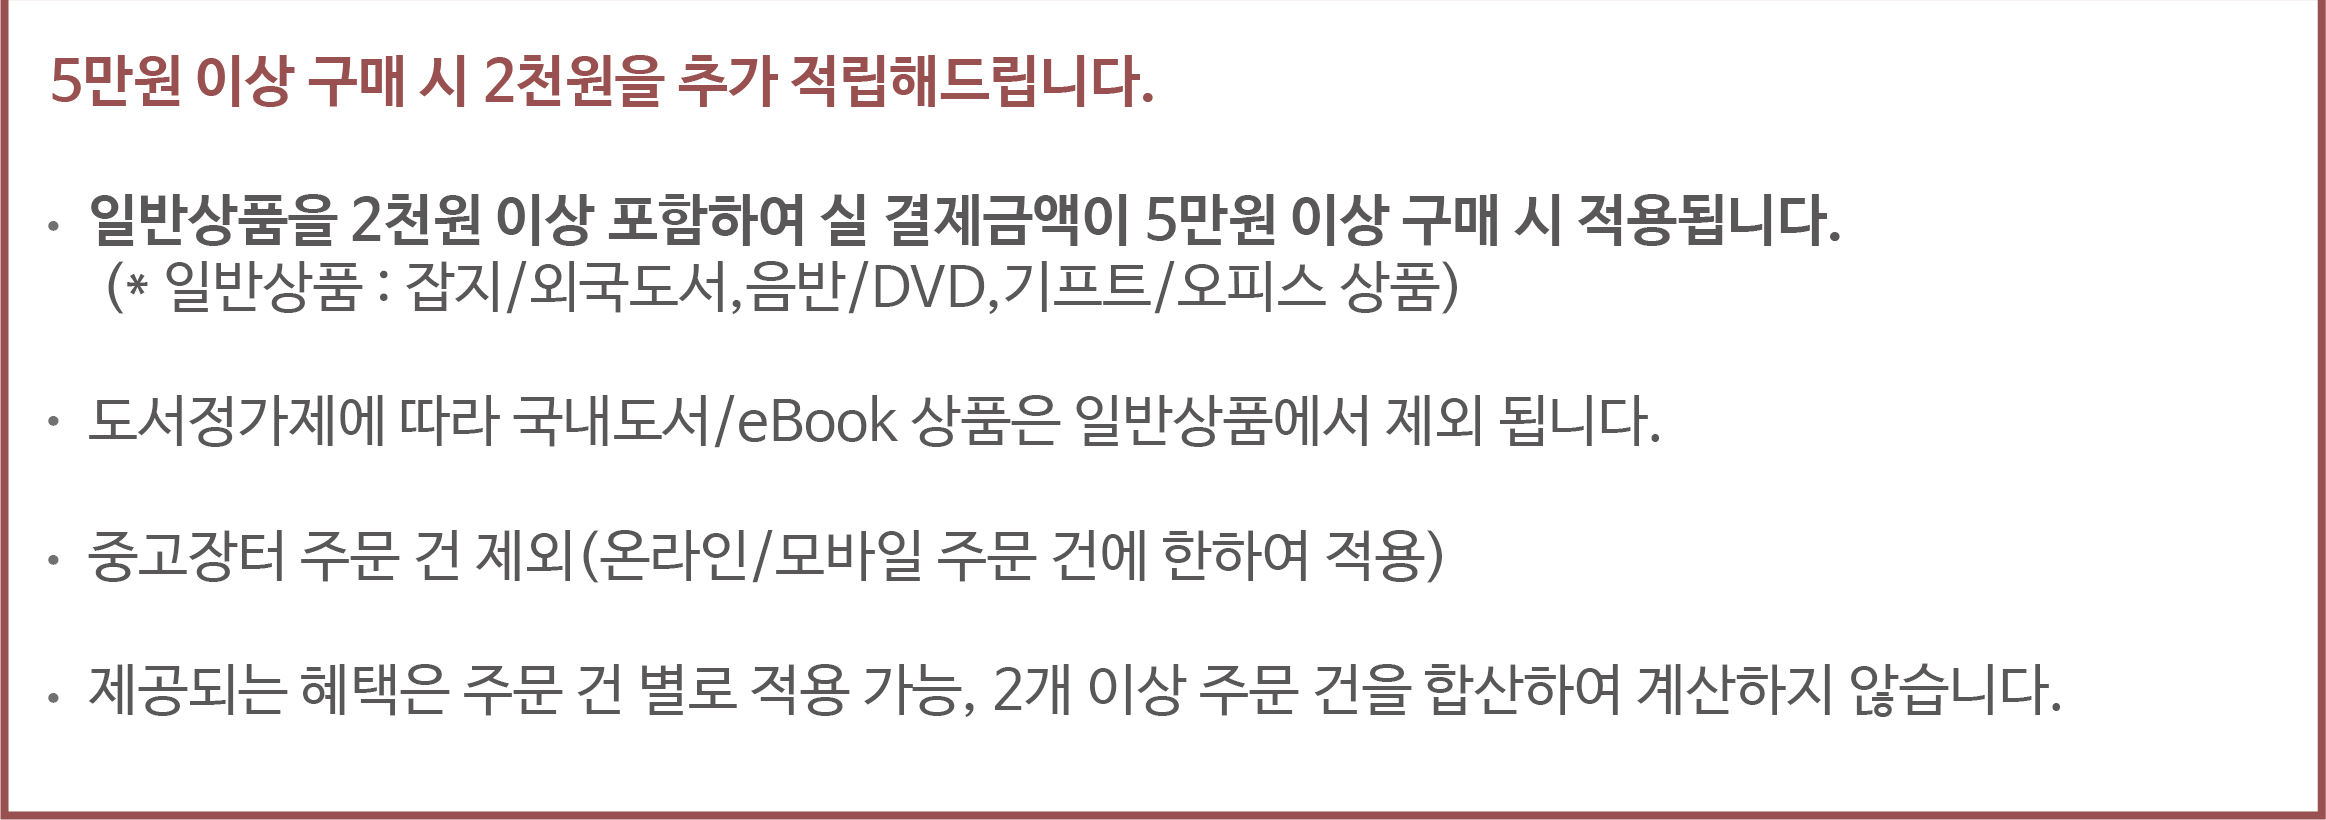 5만원 이상 구매 시 2천원을 추가 적립해드립니다.
• 일반상품을 2천원 이상 포함하여 실 결제금액이 5만원 이상 구매 시 적용됩니다.
(* 일반상품 : 잡지/외국도서,음반/DVD,기프트/오피스 상품)
• 도서정가제에 따라 국내도서/eBook 상품은 일반상품에서 제외 됩니다.
• 중고장터 주문 건 제외(온라인/모바일 주문 건에 한하여 적용)
• 제공되는 혜택은 주문 건 별로 적용 가능, 2개 이상 주문 건을 합산하여 계산하지 않습니다.